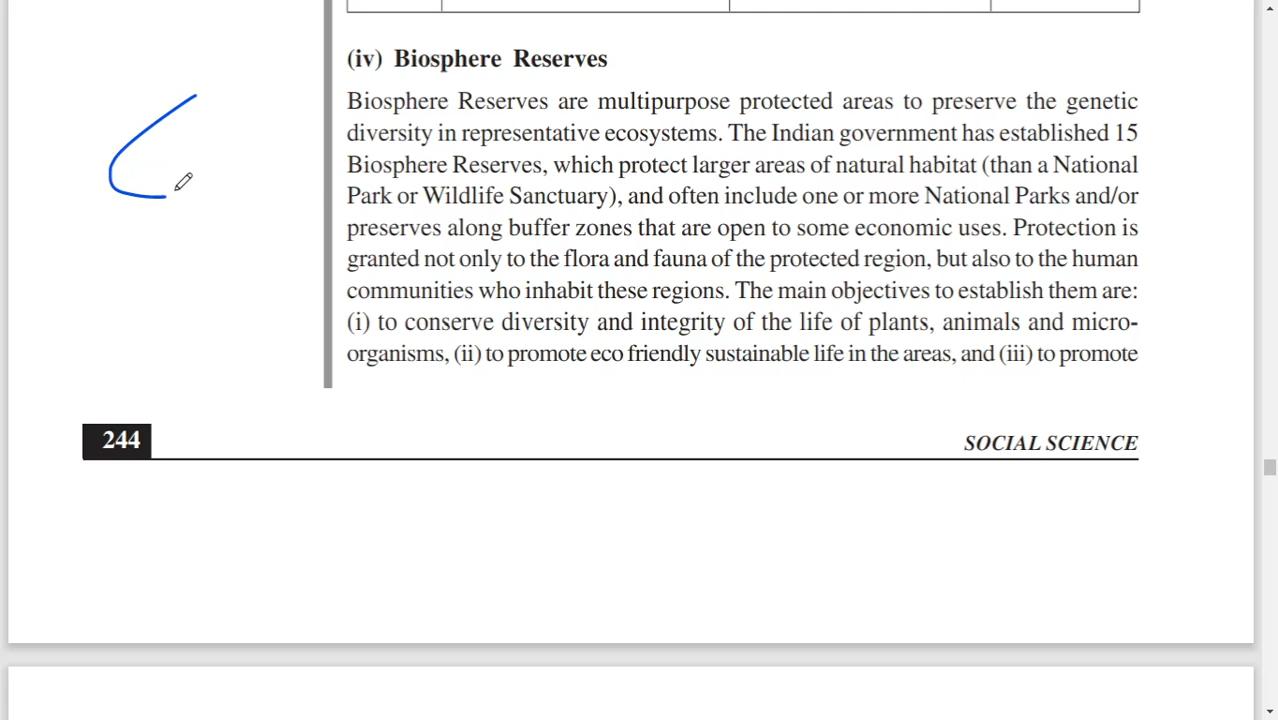 (iv) Biosphere Reserves
Biosphere Reserves are multipurpose protected areas to preserve the genetic
diversity in representative ecosystems. The Indian government has established 15
Biosphere Reserves, which protect larger areas of natural habitat (than a National
Park or Wildlife Sanctuary), and often include one or more National Parks and/or
preserves along buffer zones that are open to some economic uses. Protection is
granted not only to the flora and fauna of the protected region, but also to the human
communities who inhabit these regions. The main objectives to establish them are:
(i) to conserve diversity and integrity of the life of plants, animals and micro-
organisms, (ii) to promote eco friendly sustainable life in the areas, and (iii) to promote
244
SOCIAL SCIENCE